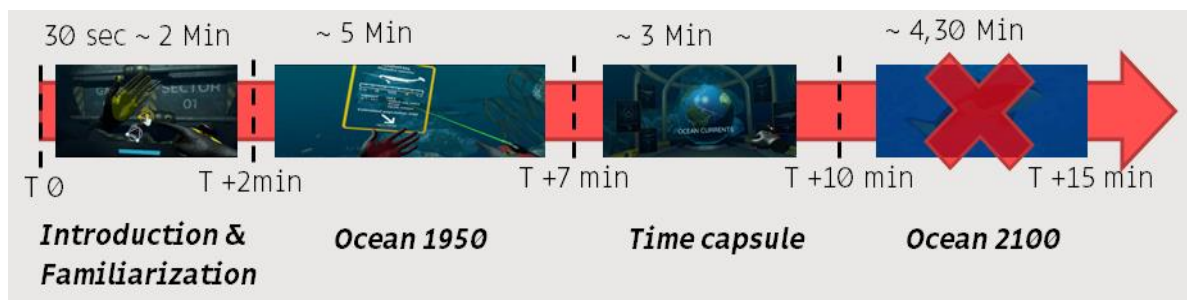 30 sec ~ 2 Min
~ 5 Min
~ 3 Min
~ 4,30 Min
SECTOR
01
OCEAN CURRENTS
T 0
T +2min
T +7 min
T +10 min
T +15 min
Introduction &
Familiarization
Ocean 1950
Time capsule
Ocean 2100